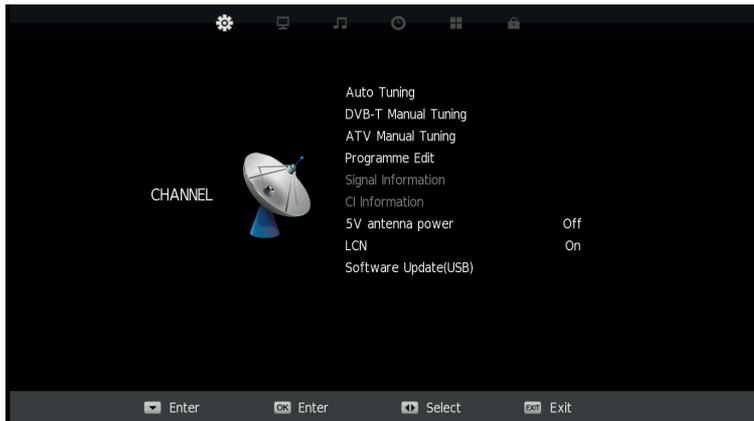 Auto Tuning
DVB-T Manual Tuning
ATV Manual Tuning
Programme Edit
Signal Information
CHANNEL
CI Information
5V antenna power Off
LCN On
Software Update(USB)
Enter OK Enter Select EXIT Exit